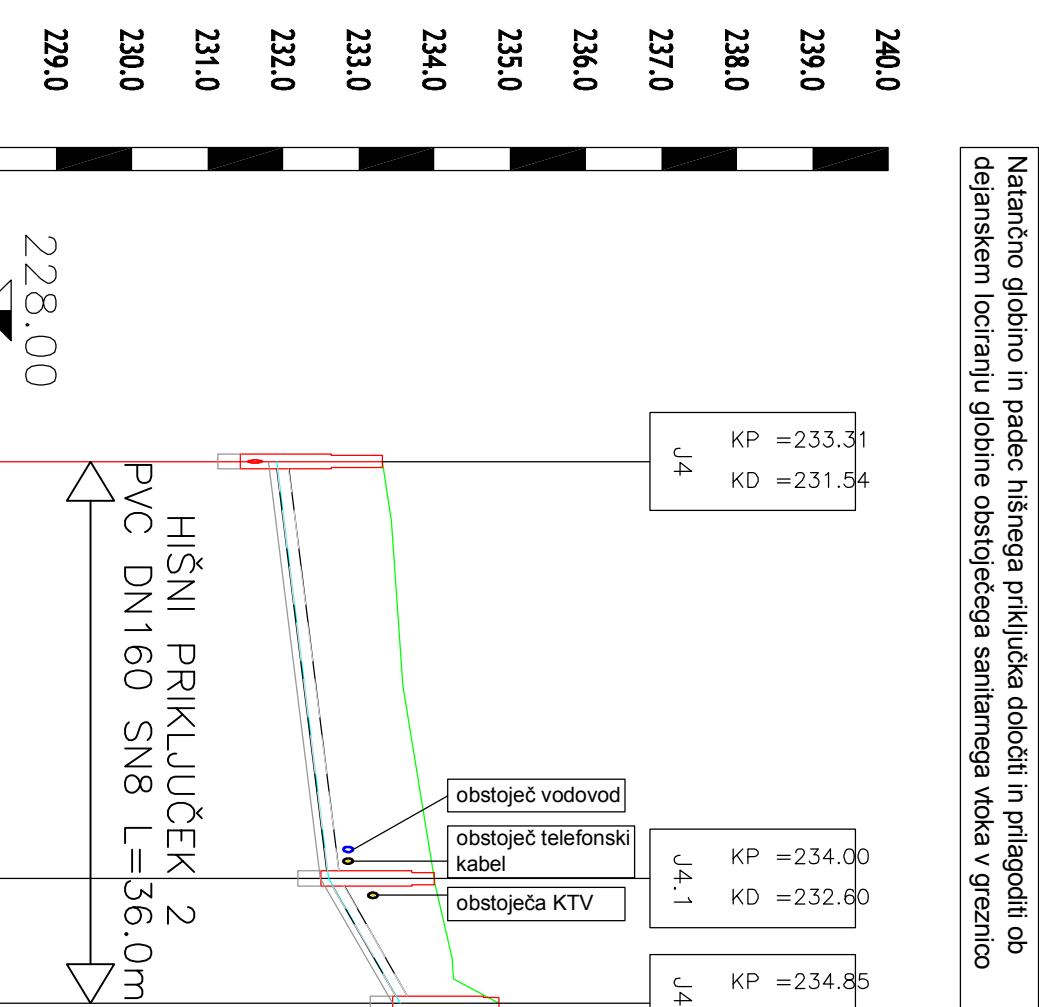 Natančno globino in padec hišnega priključka določiti in prilagoditi ob
dejanskem lociranju globine obstoječega sanitarnega vtoka v greznico
240.0
239.0
238.0
237.0
236.0
235.0
234.0
233.0
232.0
231.0
230.0
229.0
228.00
KP =233.31
KD =231.54
J4
KP =234.00
KD =232.60
J4.1
KP =234.85
J4
obstoječ vodovod
obstoječ telefonski
kabel
obstoječa KTV
HIŠNI PRIKLJUČEK 2
PVC DN160 SN8 L=36.0m